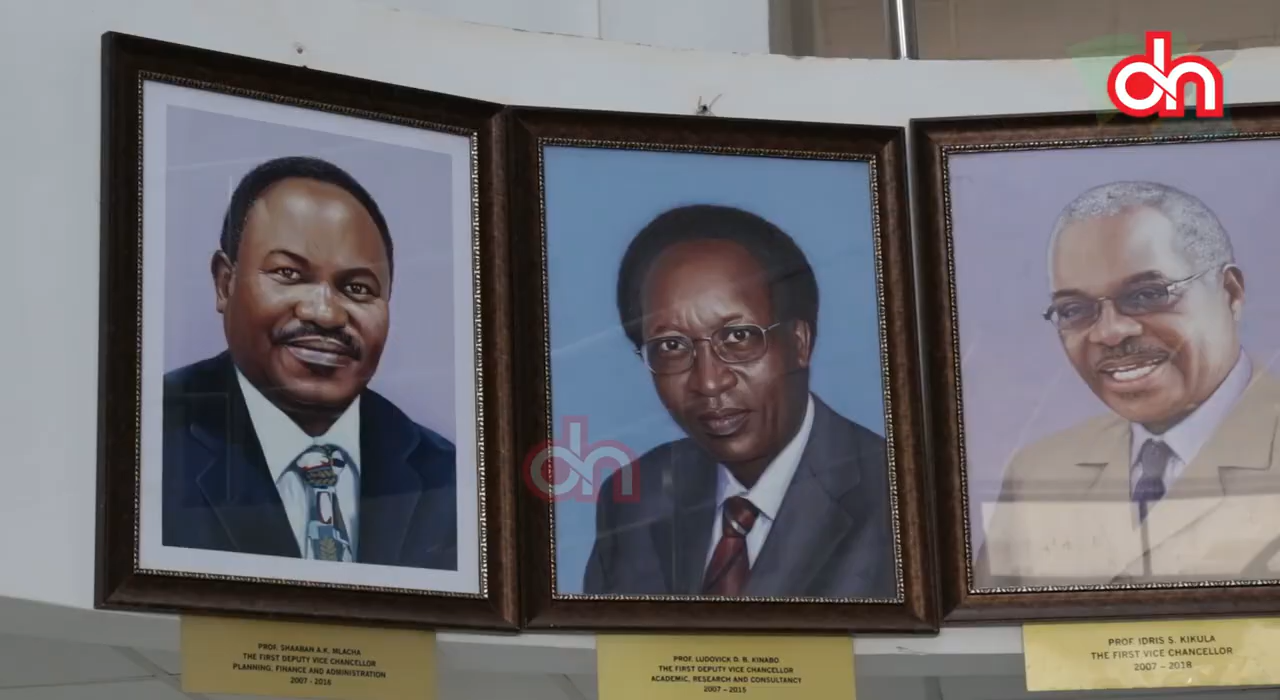 dn
dn
PROF. SHAABAN A.K. MLACHA
THE FIRST DEPUTY VICE CHANCELLOR
PLANNING, FINANCE AND ADMINISTRATION
2007 - 2016
PROF. LUDOVICK D. B. KINABO
THE FIRST DEPUTY VICE CHANCELLOR
ACADEMIC, RESEARCH AND CONSULTANCY
2007 - 2015
PROF. IDRIS S. KIKULA
THE FIRST VICE CHANCELLOR
2007 - 2018